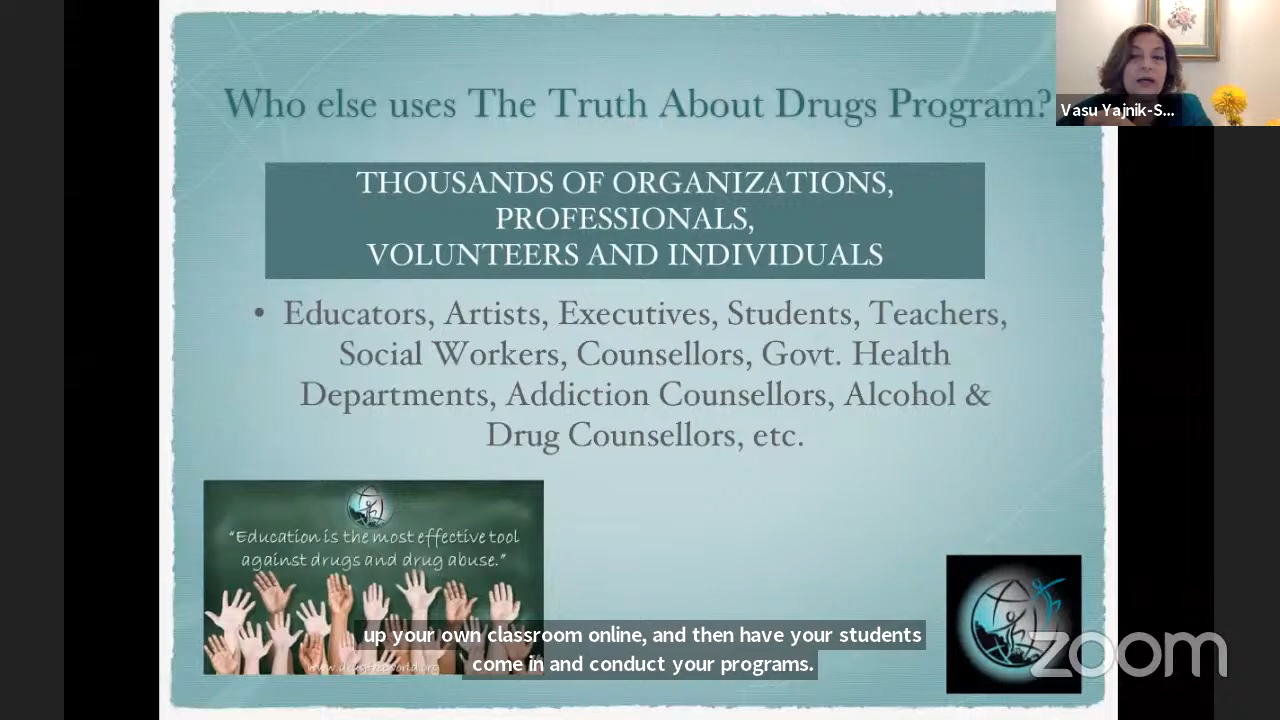 Who else uses The Truth About Drugs Program?
Vasu Yajnik-S...
THOUSANDS OF ORGANIZATIONS,
PROFESSIONALS,
VOLUNTEERS AND INDIVIDUALS
• Educators, Artists, Executives, Students, Teachers,
Social Workers, Counsellors, Govt. Health
Departments, Addiction Counsellors, Alcohol &
Drug Counsellors, etc.
“Education is the most effective tool
against drugs and drug abuse.”
up your own classroom online, and then have your students
come in and conduct your programs.
zoom